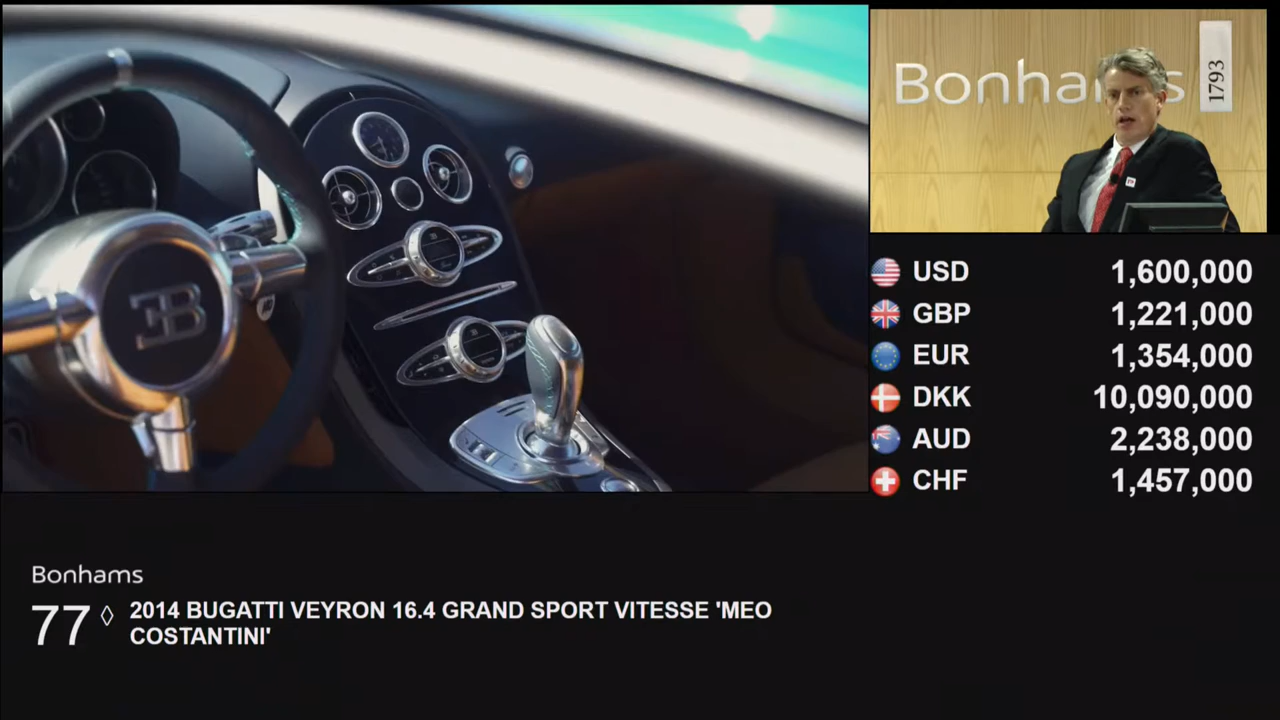 EB
Bonhams
1793
USD 1,600,000
GBP 1,221,000
EUR 1,354,000
DKK 10,090,000
AUD 2,238,000
CHF 1,457,000
Bonhams
77 ◊ 2014 BUGATTI VEYRON 16.4 GRAND SPORT VITESSE 'MEO
COSTANTINI'